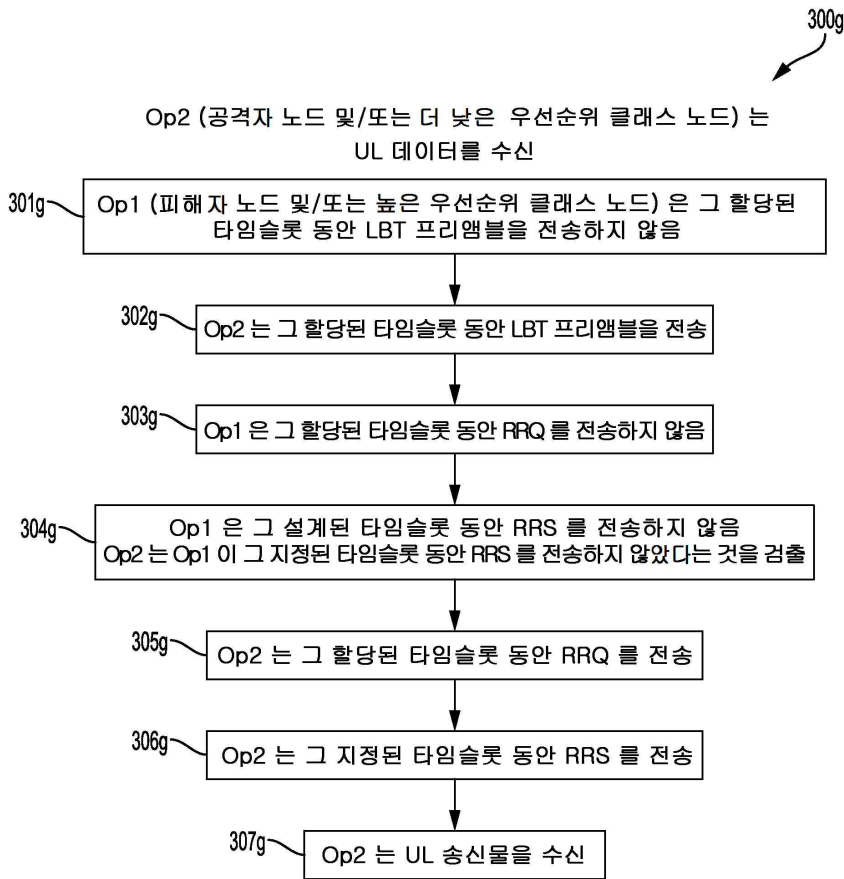 300g
Op2 (공격자 노드 및/또는 더 낮은 우선순위 클래스 노드) 는
UL 데이터를 수신
301g
Op1 (피해자 노드 및/또는 높은 우선순위 클래스 노드) 은 그 할당된
타임슬롯 동안 LBT 프리앰블을 전송하지 않음
302g
Op2 는 그 할당된 타임슬롯 동안 LBT 프리앰블을 전송
303g
Op1 은 그 할당된 타임슬롯 동안 RRQ 를 전송하지 않음
304g
Op1 은 그 설계된 타임슬롯 동안 RRS 를 전송하지 않음
Op2 는 Op1 이 그 지정된 타임슬롯 동안 RRS 를 전송하지 않았다는 것을 검출
305g
Op2 는 그 할당된 타임슬롯 동안 RRQ 를 전송
306g
Op2 는 그 지정된 타임슬롯 동안 RRS 를 전송
307g
Op2 는 UL 송신물을 수신